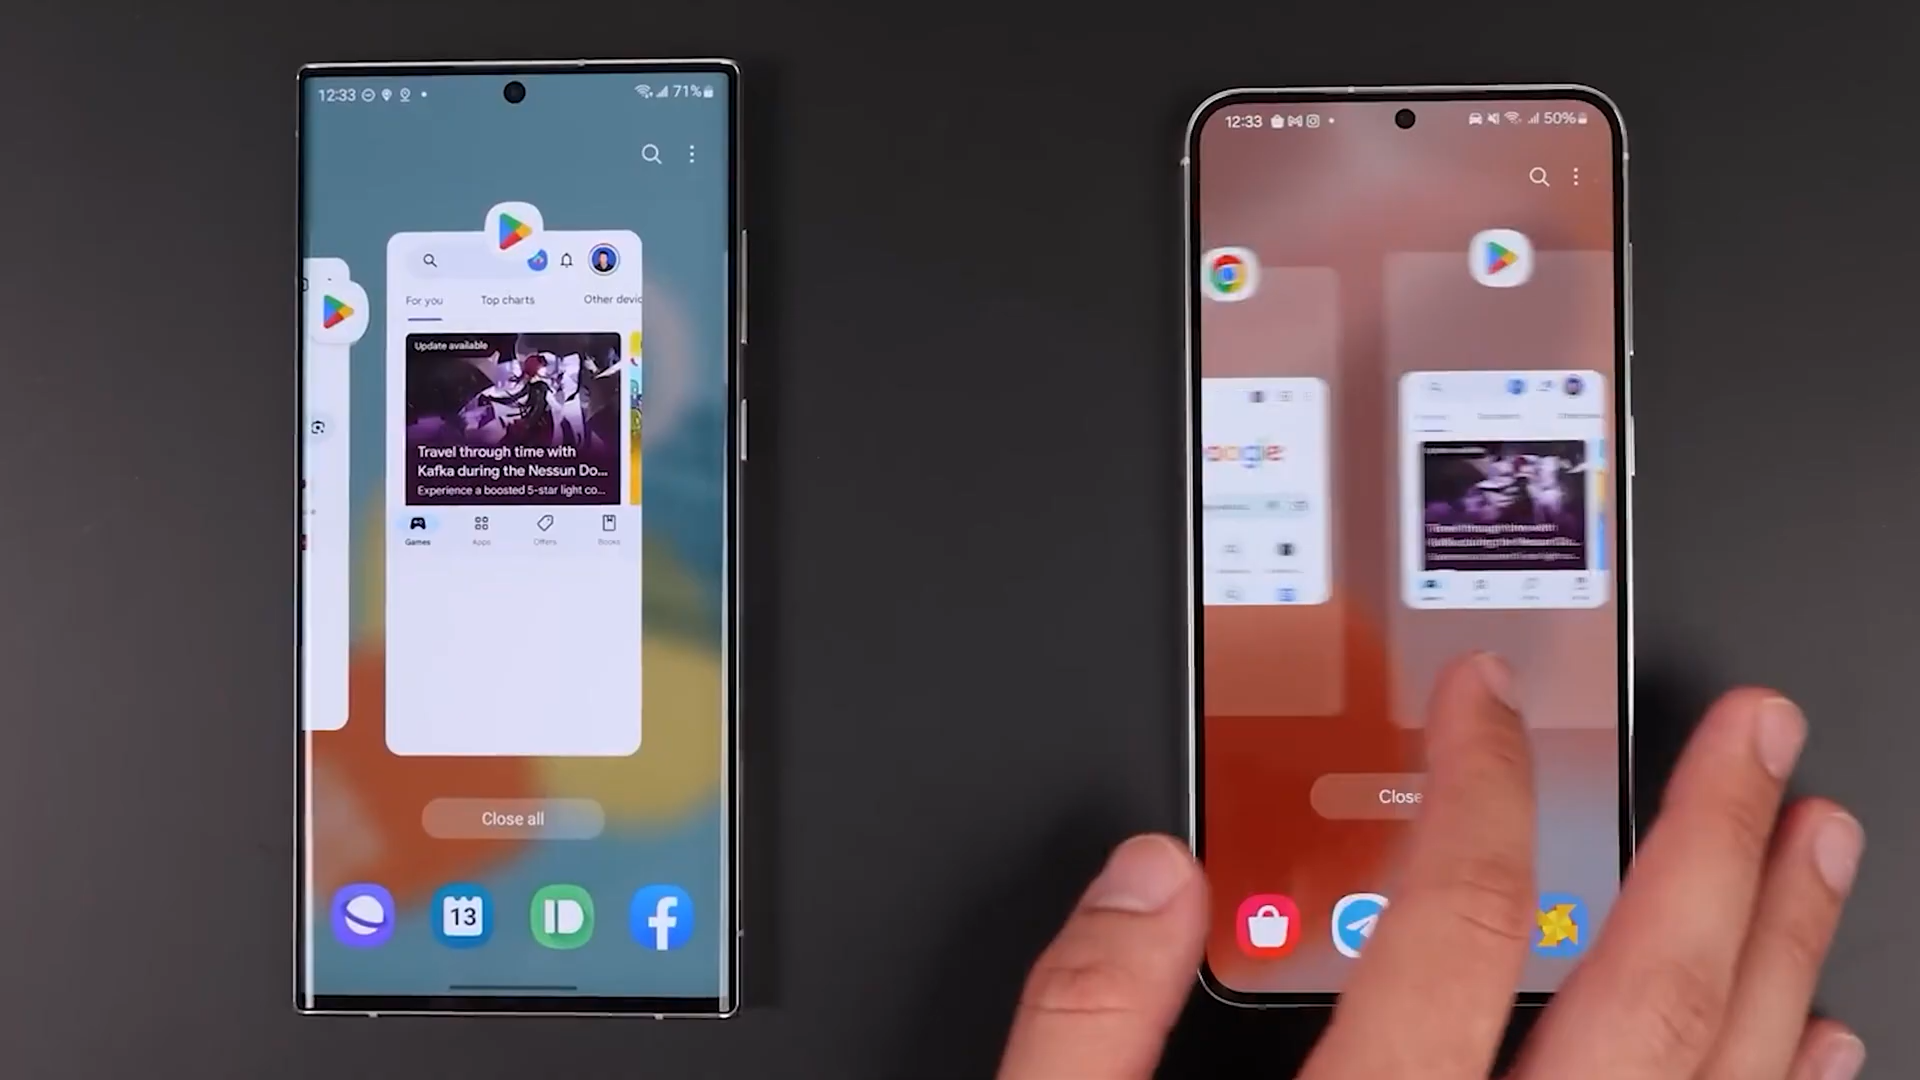 12:33
71%
For you
Top charts
Other devic
Update available
Travel through time with
Kafka during the Nessun Do...
Experience a boosted 5-star light co...
Games
Apps
Offers
Books
Close all
13
12:33
50%
oogle
Close